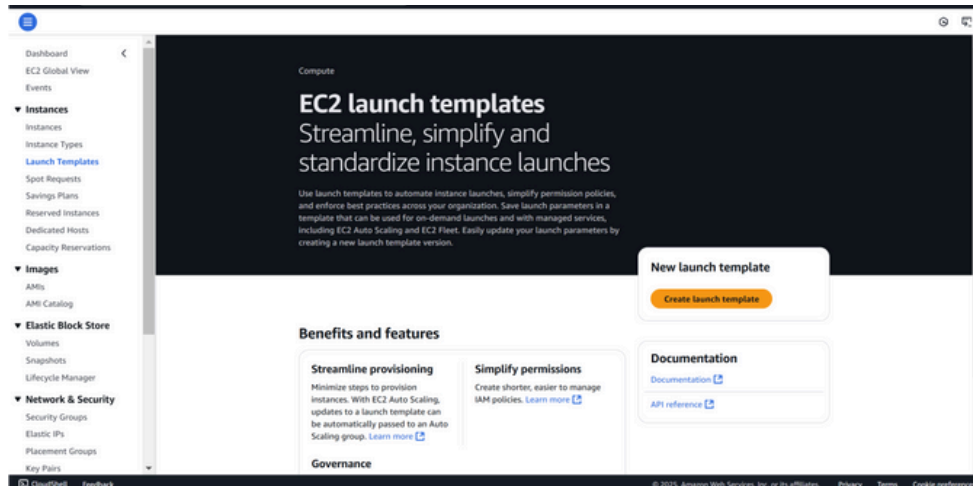 Dashboard
EC2 Global View
Events
Instances
Instances
Instance Types
Launch Templates
Spot Requests
Savings Plans
Reserved Instances
Dedicated Hosts
Capacity Reservations
Images
AMIs
AMI Catalog
Elastic Block Store
Volumes
Snapshots
Lifecycle Manager
Network & Security
Security Groups
Elastic IPs
Placement Groups
Key Pairs
Compute
EC2 launch templates
Streamline, simplify and
standardize instance launches
Use launch templates to automate instance launches, simplify permission policies,
and enforce best practices across your organization. Save launch parameters in a
template that can be used for on-demand launches and with managed services,
including EC2 Auto Scaling and EC2 Fleet. Easily update your launch parameters by
creating a new launch template version.
New launch template
Create launch template
Benefits and features
Streamline provisioning
Minimize steps to provision
instances. With EC2 Auto Scaling,
updates to a launch template can
be automatically passed to an Auto
Scaling group. Learn more
Simplify permissions
Create shorter, easier to manage
IAM policies. Learn more
Governance
Documentation
Documentation
API reference
CloudShell Feedback
© 2025, Amazon Web Services, Inc. or its affiliates. Privacy Terms Cookie preferences